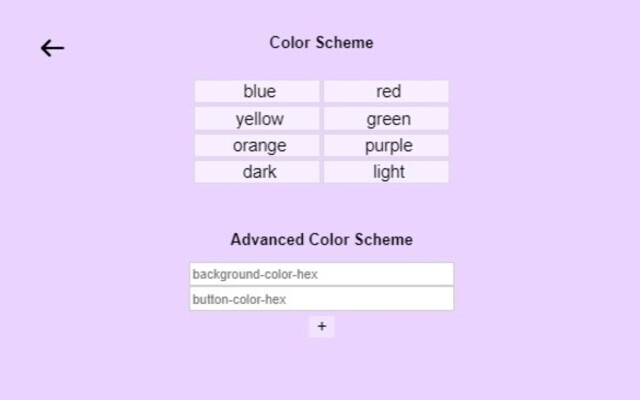 Color Scheme
blue red
yellow green
orange purple
dark light
Advanced Color Scheme
background-color-hex
button-color-hex
+